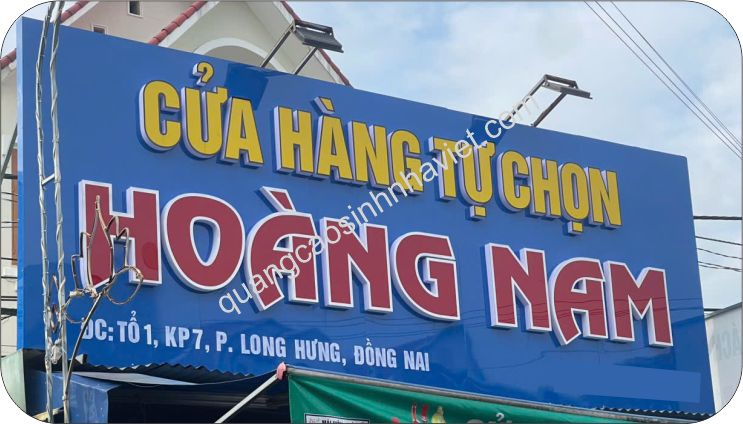 CỬA HÀNG TỰ CHỌN
HOÀNG NAM
ĐC: TỔ 1, KP7, P. LONG HƯNG, ĐỒNG NAI
quangcaosinhnhaviet.com